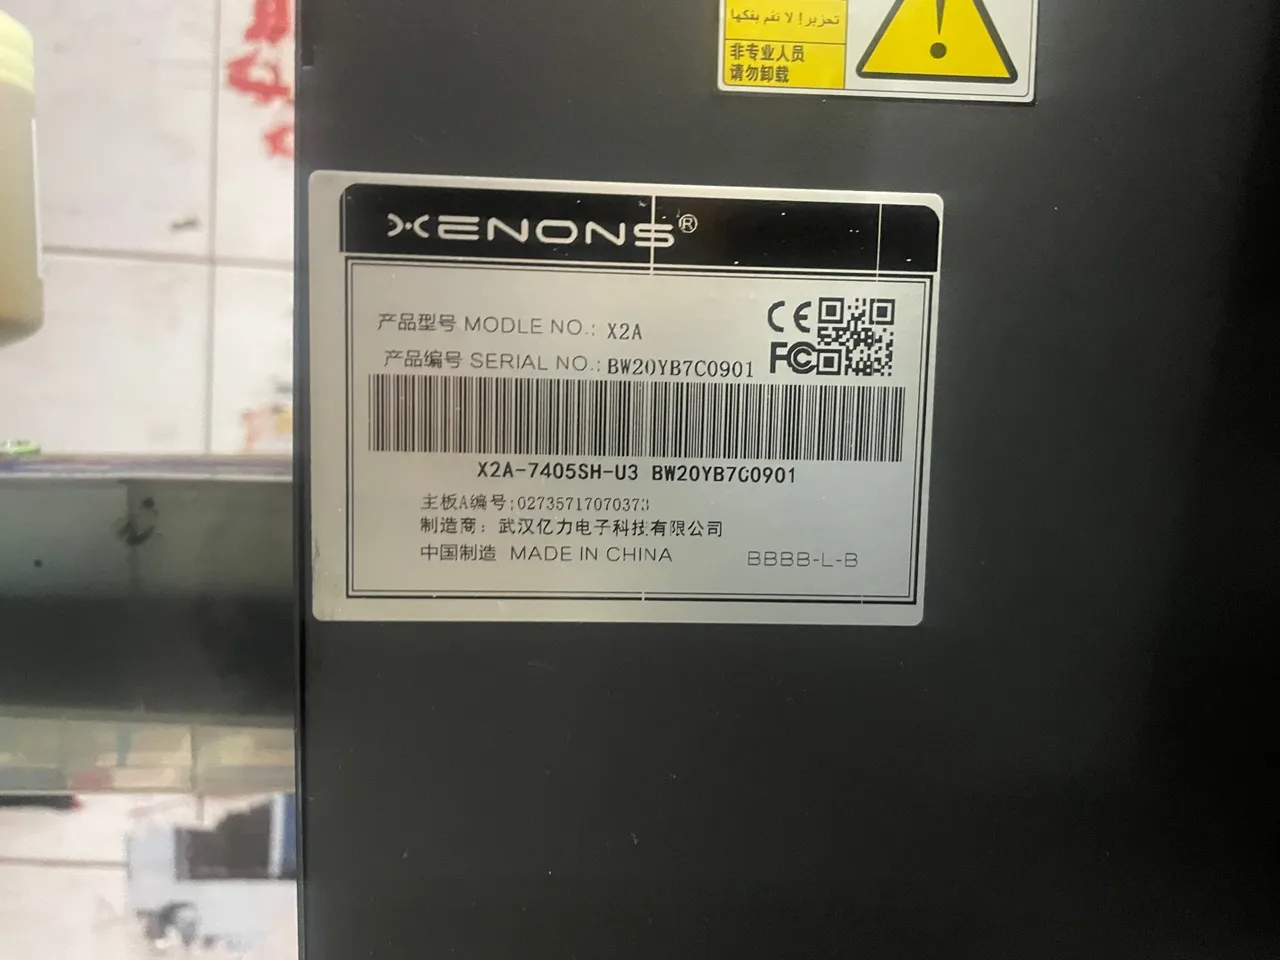 تحذير! لا تقم بفكها
非专业人员
请勿卸载
XENONS®
产品型号 MODLE NO.: X2A
产品编号 SERIAL NO.: BW20YB7C0901
CE
FC
X2A-7405SH-U3 BW20YB7C0901
主板A编号:02735717070373
制造商: 武汉亿力电子科技有限公司
中国制造 MADE IN CHINA BBBB-L-B